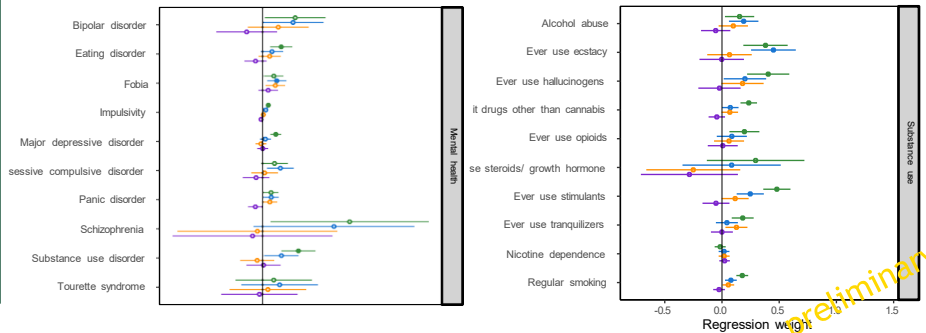 Bipolar disorder
Eating disorder
Fobia
Impulsivity
Major depressive disorder
sessive compulsive disorder
Panic disorder
Schizophrenia
Substance use disorder
Tourette syndrome
Mental health
Alcohol abuse
Ever use ecstacy
Ever use hallucinogens
it drugs other than cannabis
Ever use opioids
se steroids/ growth hormone
Ever use stimulants
Ever use tranquilizers
Nicotine dependence
Regular smoking
Substance use
-0.5 0.0 0.5 1.0 1.5
Regression weight
preliminar